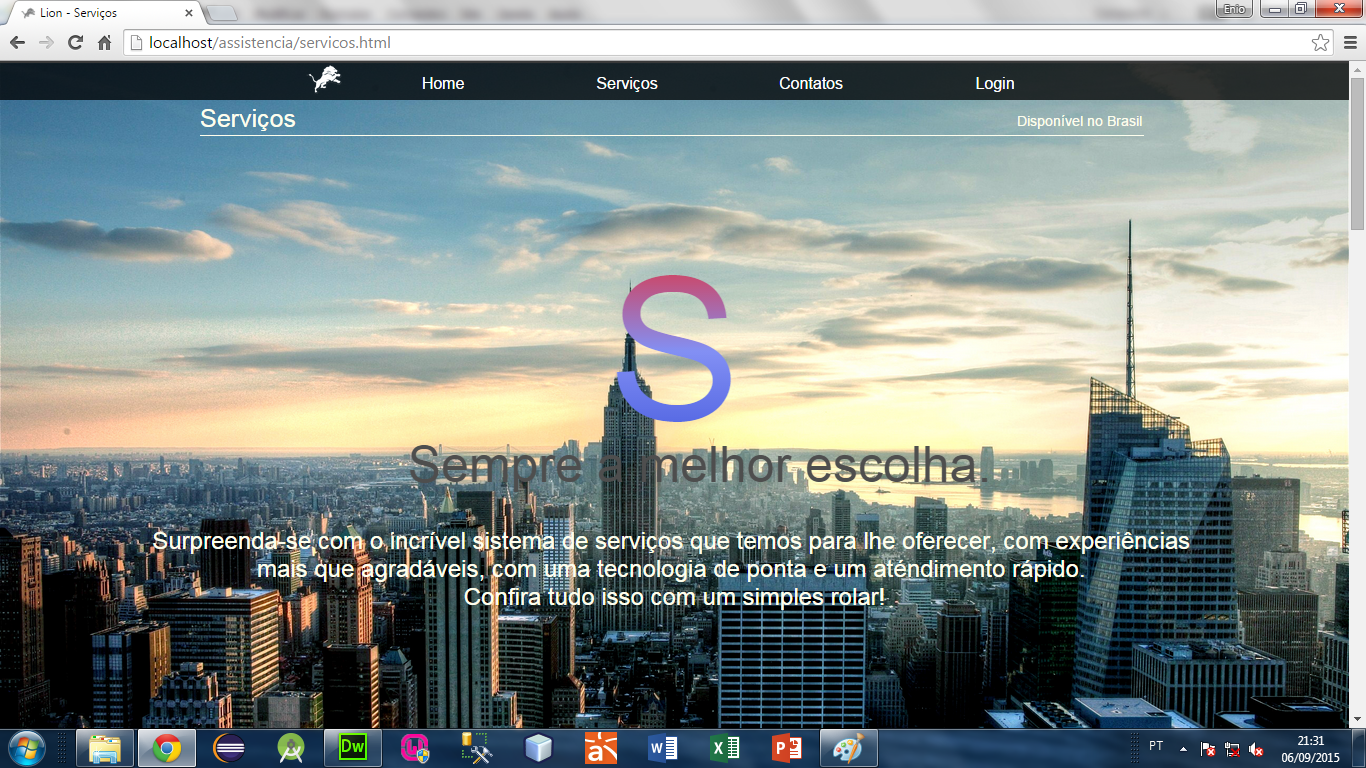 Lion - Serviços
Enio
localhost/assistencia/servicos.html
Home Serviços Contatos Login
Serviços
Disponível no Brasil
S
Sempre a melhor escolha.
Surpreenda-se com o incrível sistema de serviços que temos para lhe oferecer, com experiências
mais que agradáveis, com uma tecnologia de ponta e um aténdimento rápido.
Confira tudo isso com um simples rolar!
Dw
PT
21:31
06/09/2015